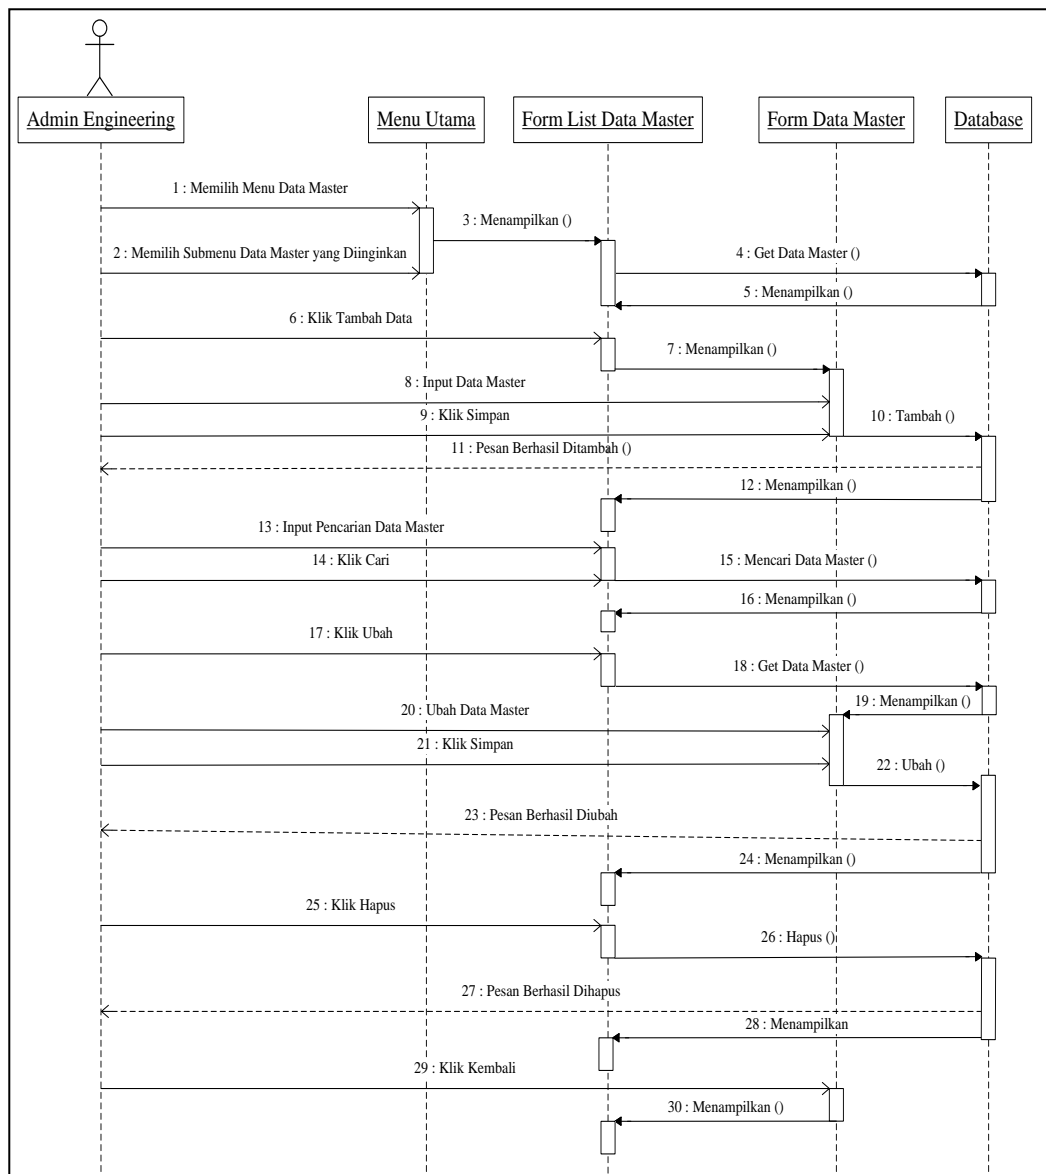 Admin Engineering
Menu Utama
Form List Data Master
Form Data Master
Database
1 : Memilih Menu Data Master
3 : Menampilkan ()
2 : Memilih Submenu Data Master yang Diinginkan
4 : Get Data Master ()
5 : Menampilkan ()
6 : Klik Tambah Data
7 : Menampilkan ()
8 : Input Data Master
9 : Klik Simpan
10 : Tambah ()
11 : Pesan Berhasil Ditambah ()
12 : Menampilkan ()
13 : Input Pencarian Data Master
14 : Klik Cari
15 : Mencari Data Master ()
16 : Menampilkan ()
17 : Klik Ubah
18 : Get Data Master ()
19 : Menampilkan ()
20 : Ubah Data Master
21 : Klik Simpan
22 : Ubah ()
23 : Pesan Berhasil Diubah
24 : Menampilkan ()
25 : Klik Hapus
26 : Hapus ()
27 : Pesan Berhasil Dihapus
28 : Menampilkan
29 : Klik Kembali
30 : Menampilkan ()